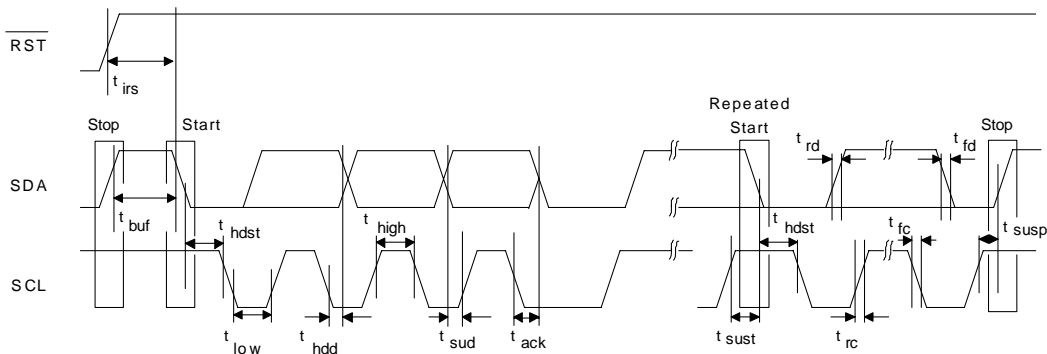 RST
t irs
Repeated
Stop
Start
Start
Stop
t rd
t fd
SDA
t buf
t hdst
t high
t hdst
t fc
t susp
SCL
t low
t hdd
t sud
t ack
t sust
t rc